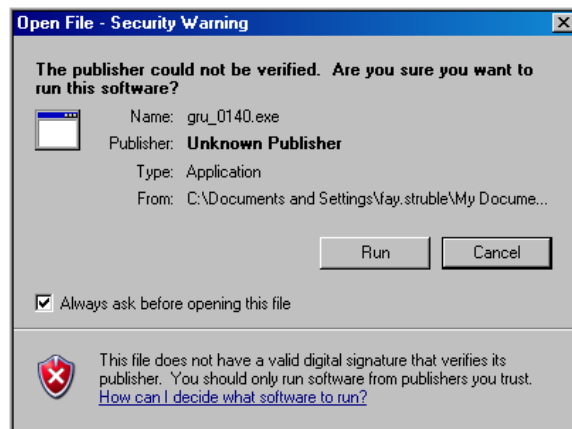 Open File - Security Warning
The publisher could not be verified.  Are you sure you want to
run this software?
Name: gru_0140.exe
Publisher: Unknown Publisher
Type: Application
From: C:\Documents and Settings\fay.struble\My Docume...
Run Cancel
Always ask before opening this file
This file does not have a valid digital signature that verifies its
publisher.  You should only run software from publishers you trust.
How can I decide what software to run?